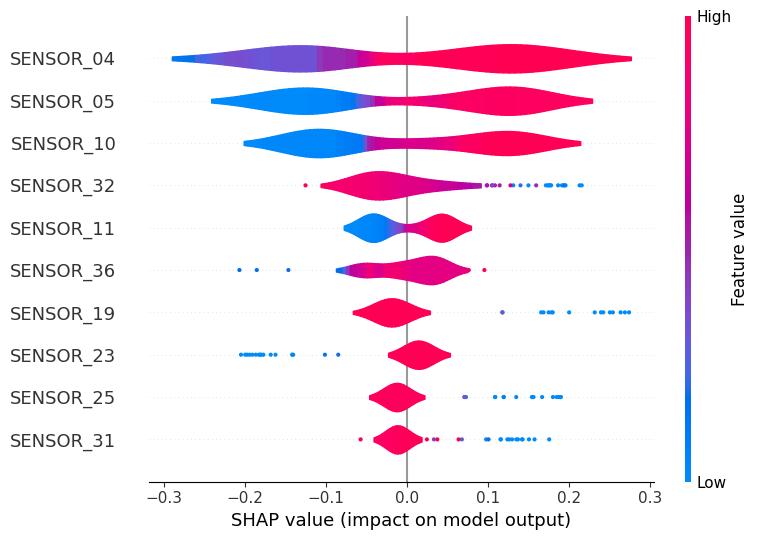 High
SENSOR_04
SENSOR_05
SENSOR_10
SENSOR_32
SENSOR_11
SENSOR_36
SENSOR_19
SENSOR_23
SENSOR_25
SENSOR_31
Feature value
Low
−0.3 −0.2 −0.1 0.0 0.1 0.2 0.3
SHAP value (impact on model output)